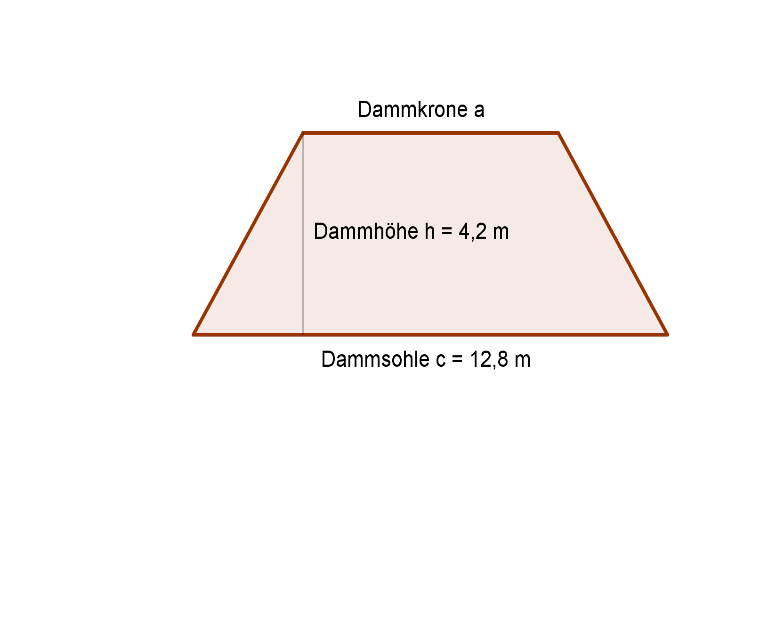 Dammkrone a
Dammhöhe h = 4,2 m
Dammsohle c = 12,8 m